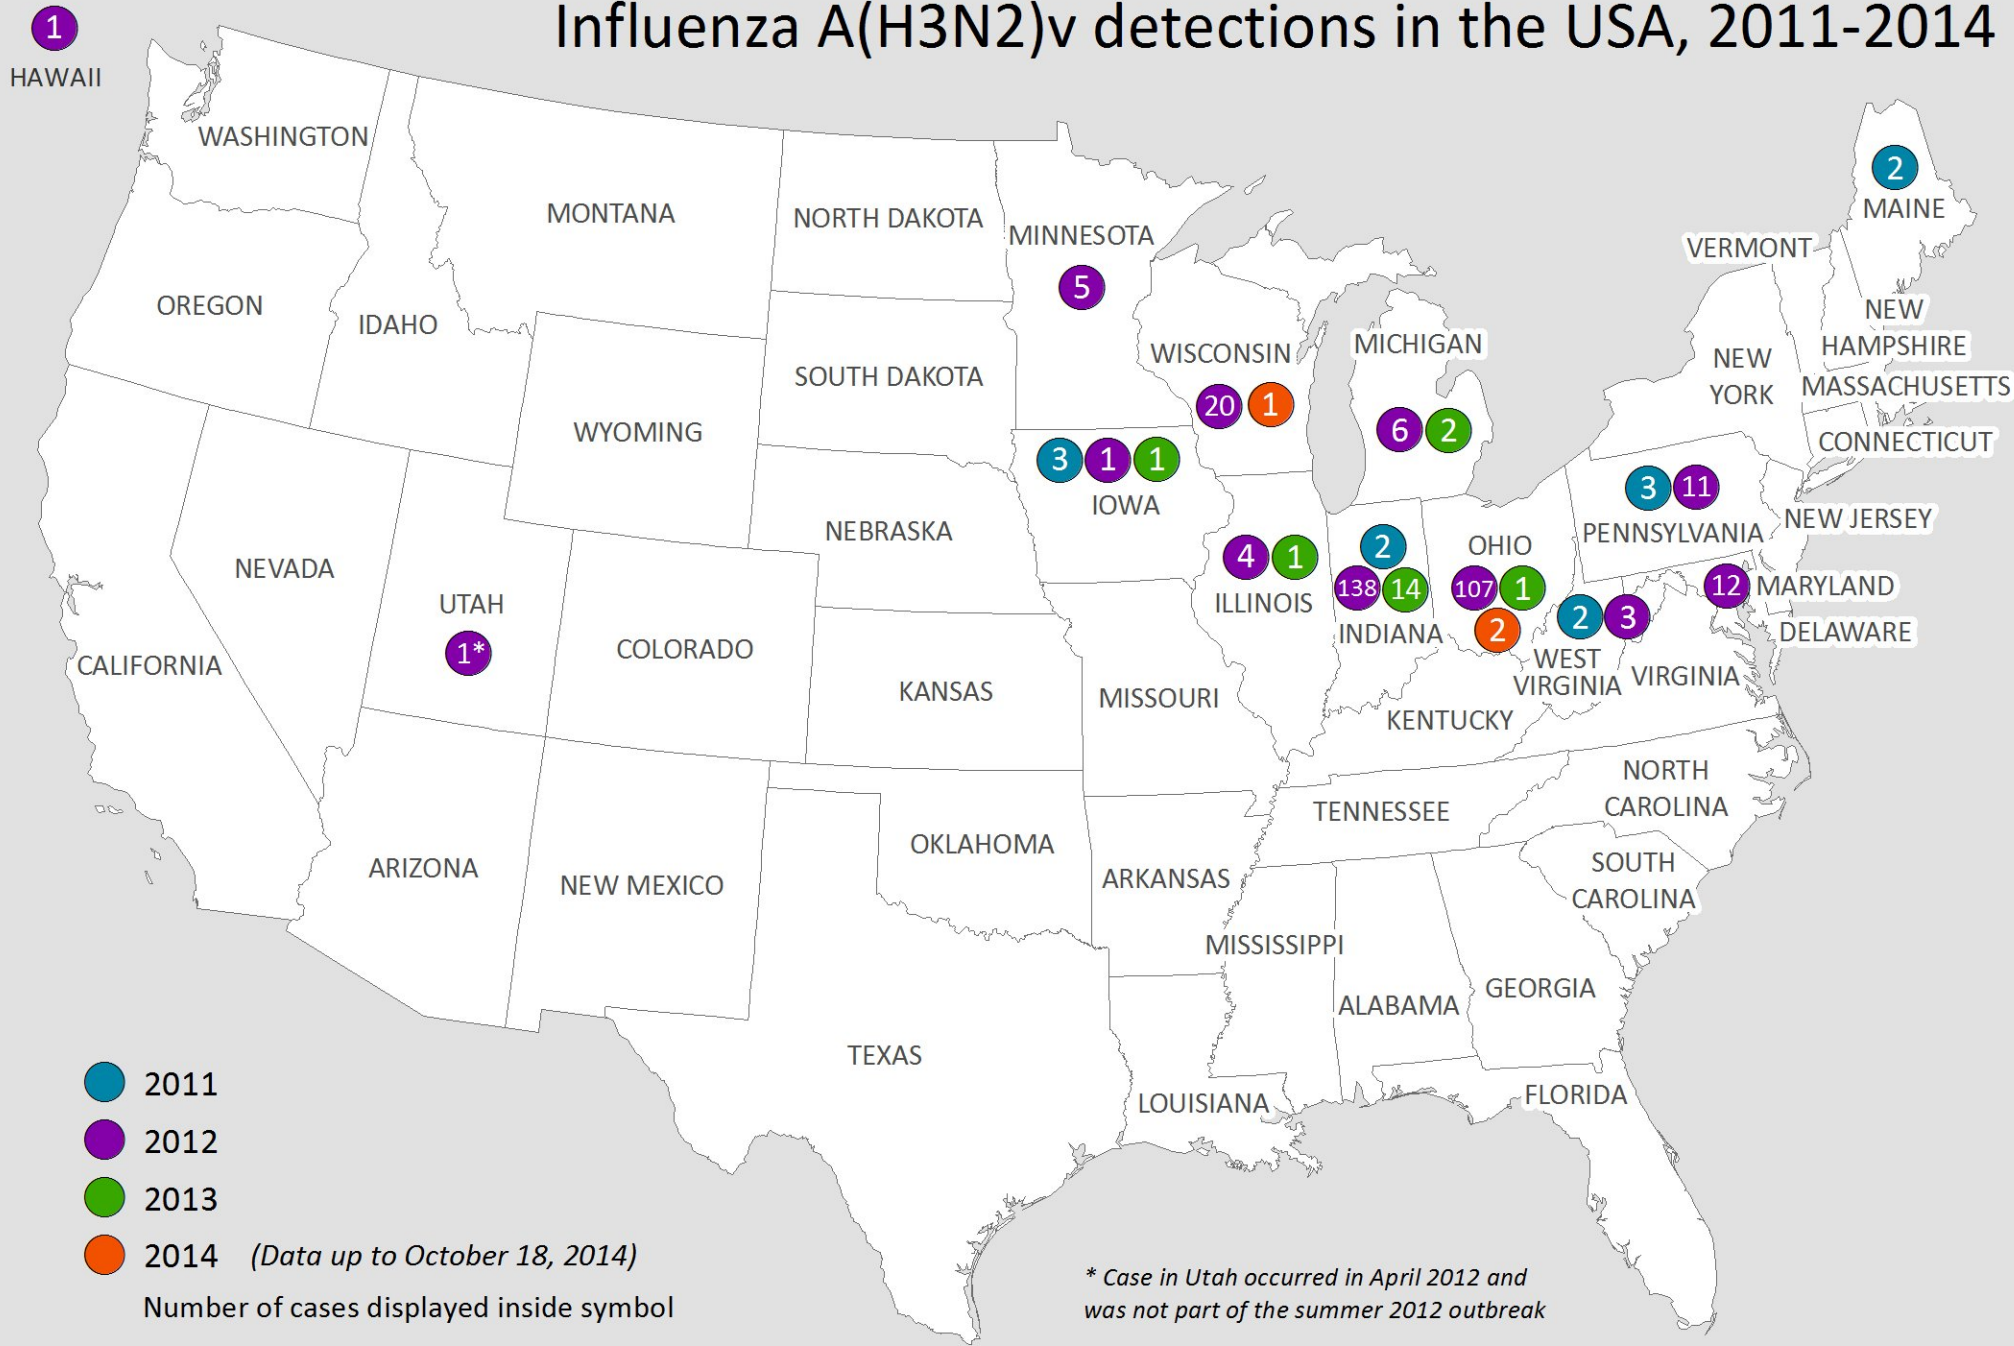 Influenza A(H3N2)v detections in the USA, 2011-2014
1
HAWAII
WASHINGTON
MONTANA
NORTH DAKOTA
MINNESOTA
5
2
MAINE
VERMONT
OREGON
IDAHO
NEW
HAMPSHIRE
WISCONSIN
20 1
MICHIGAN
6 2
NEW
YORK
MASSACHUSETTS
SOUTH DAKOTA
WYOMING
CONNECTICUT
3 1 1
IOWA
3 11
PENNSYLVANIA
NEW JERSEY
NEBRASKA
NEVADA
UTAH
1*
COLORADO
4 1
ILLINOIS
2
138 14
INDIANA
OHIO
107 1
2
12 MARYLAND
DELAWARE
2 3
WEST
VIRGINIA
VIRGINIA
CALIFORNIA
KANSAS
MISSOURI
KENTUCKY
NORTH
CAROLINA
TENNESSEE
ARIZONA
NEW MEXICO
OKLAHOMA
ARKANSAS
SOUTH
CAROLINA
MISSISSIPPI
ALABAMA
GEORGIA
TEXAS
LOUISIANA
FLORIDA
2011
2012
2013
2014 (Data up to October 18, 2014)
Number of cases displayed inside symbol
* Case in Utah occurred in April 2012 and
was not part of the summer 2012 outbreak